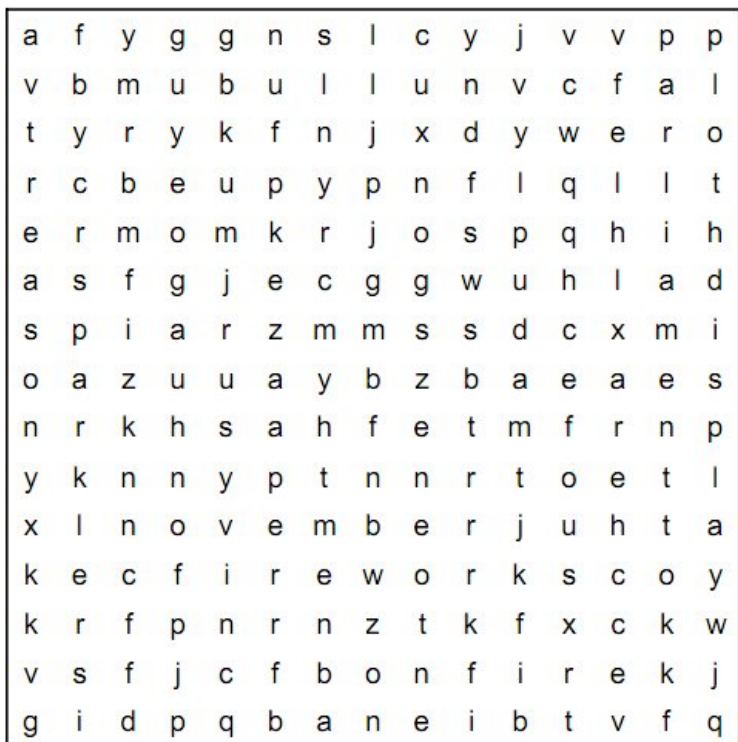 a f y g g n s l c y j v v p p
v b m u b u l l u n v c f a l
t y r y k f n j x d y w e r o
r c b e u p y p n f l q l l t
e r m o m k r j o s p q h i h
a s f g j e c g g w u h l a d
s p i a r z m m s s d c x m i
o a z u u a y b z b a e a e s
n r k h s a h f e t m f r n p
y k n n y p t n n r t o e t l
x l n o v e m b e r j u h t a
k e c f i r e w o r k s c o y
k r f p n r n z t k f x c k w
v s f j c f b o n f i r e k j
g i d p q b a n e i b t v f q